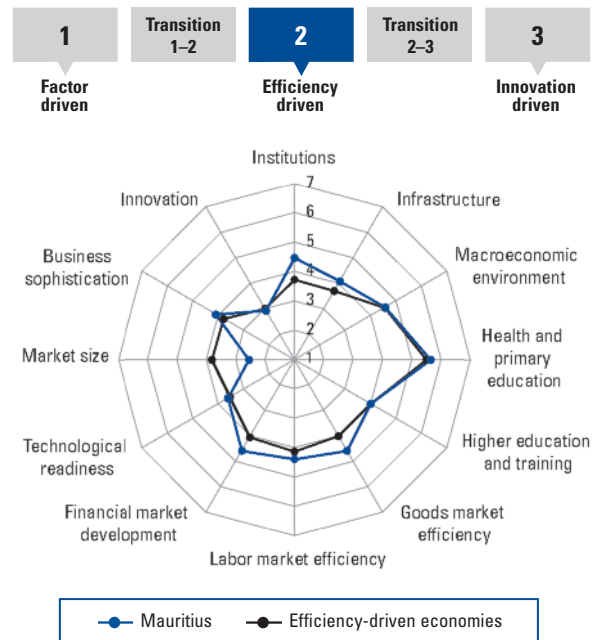 1
Transition
1–2
2
Transition
2–3
3
Factor
driven
Efficiency
driven
Innovation
driven
Institutions
Innovation
Infrastructure
Business
sophistication
Macroeconomic
environment
Market size
Health and
primary
education
Technological
readiness
Higher education
and training
Financial market
development
Goods market
efficiency
Labor market efficiency
7
6
5
4
3
2
1
Mauritius
Efficiency-driven economies